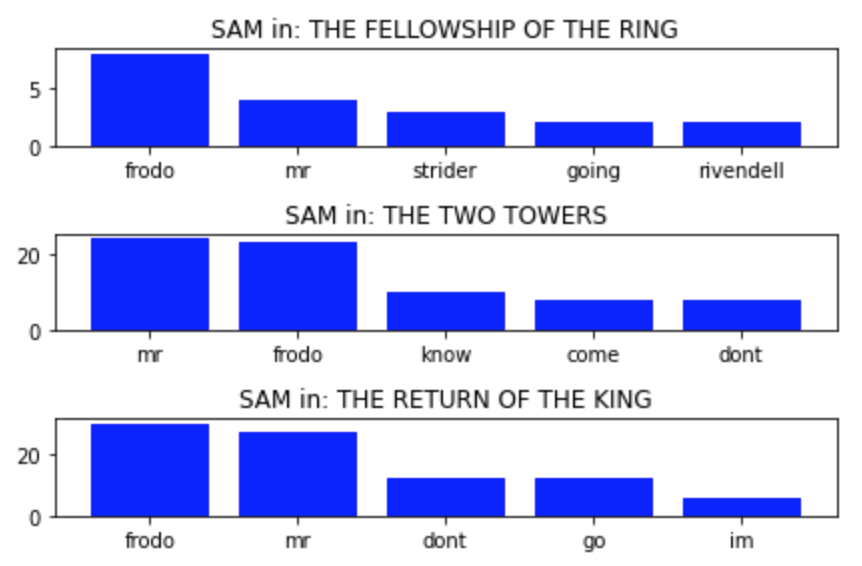 SAM in: THE FELLOWSHIP OF THE RING
5
0
frodo mr strider going rivendell
SAM in: THE TWO TOWERS
20
0
mr frodo know come dont
SAM in: THE RETURN OF THE KING
20
0
frodo mr dont go im